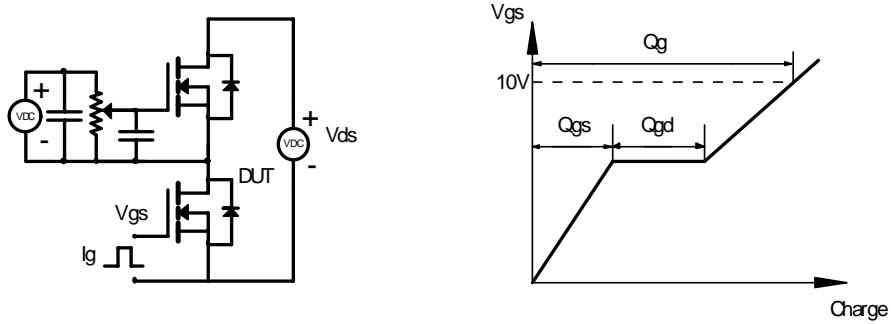 +
VDC
-
+
VDC
-
Vds
DUT
Vgs
Ig
Vgs
Qg
10V
Qgs
Qgd
Charge